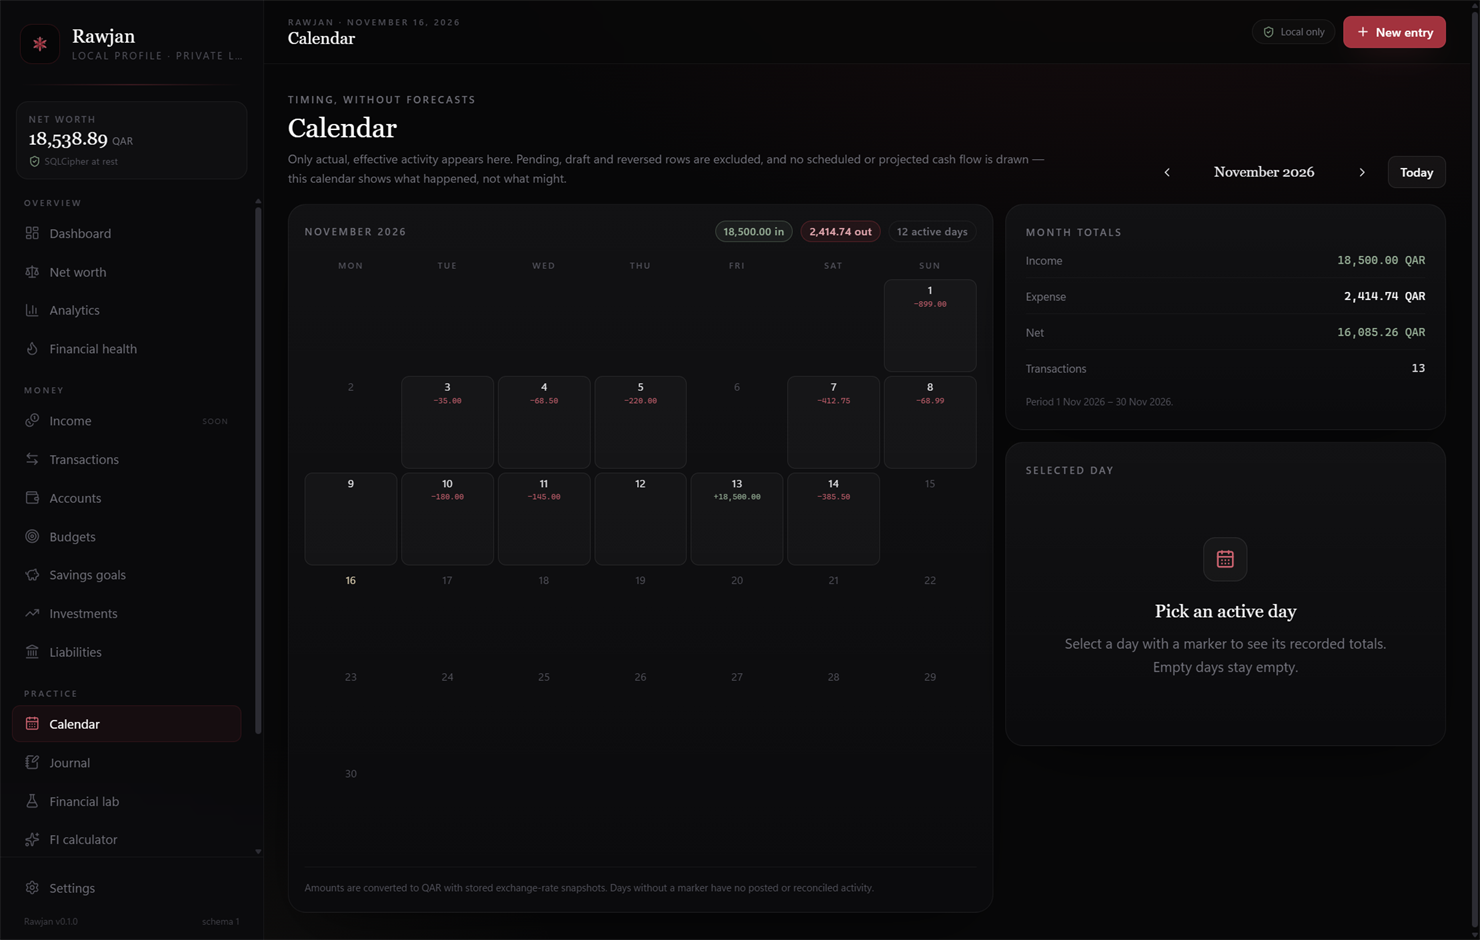 Rawjan
LOCAL PROFILE · PRIVATE L…
NET WORTH
18,538.89 QAR
SQLCipher at rest
OVERVIEW
Dashboard
Net worth
Analytics
Financial health
MONEY
Income SOON
Transactions
Accounts
Budgets
Savings goals
Investments
Liabilities
PRACTICE
Calendar
Journal
Financial lab
FI calculator
Settings
Rawjan v0.1.0 schema 1
RAWJAN · NOVEMBER 16, 2026
Calendar
Local only
+ New entry
TIMING, WITHOUT FORECASTS
Calendar
Only actual, effective activity appears here. Pending, draft and reversed rows are excluded, and no scheduled or projected cash flow is drawn —
this calendar shows what happened, not what might.
November 2026
Today
NOVEMBER 2026
18,500.00 in 2,414.74 out 12 active days
MON TUE WED THU FRI SAT SUN
1
−899.00
2 3 4 5 6 7 8
−35.00 −68.50 −220.00 −412.75 −68.99
9 10 11 12 13 14 15
−180.00 −145.00 +18,500.00 −385.50
16 17 18 19 20 21 22
23 24 25 26 27 28 29
30
Amounts are converted to QAR with stored exchange-rate snapshots. Days without a marker have no posted or reconciled activity.
MONTH TOTALS
Income 18,500.00 QAR
Expense 2,414.74 QAR
Net 16,085.26 QAR
Transactions 13
Period 1 Nov 2026 – 30 Nov 2026.
SELECTED DAY
Pick an active day
Select a day with a marker to see its recorded totals.
Empty days stay empty.